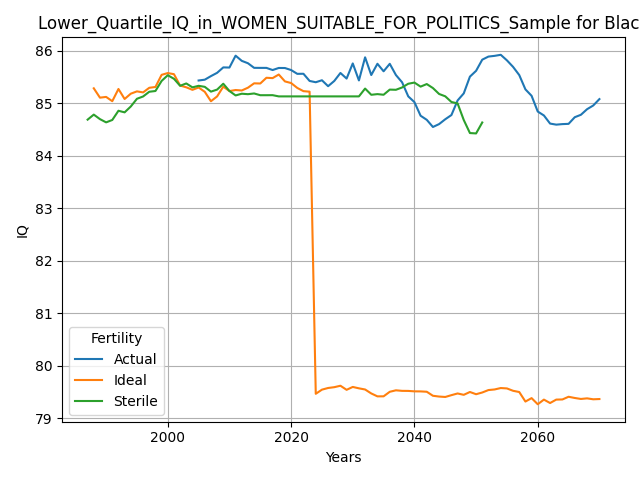 Lower_Quartile_IQ_in_WOMEN_SUITABLE_FOR_POLITICS_Sample for Blac
86
85
84
83
82
81
80
79
IQ
Fertility
Actual
Ideal
Sterile
2000
2020
2040
2060
Years